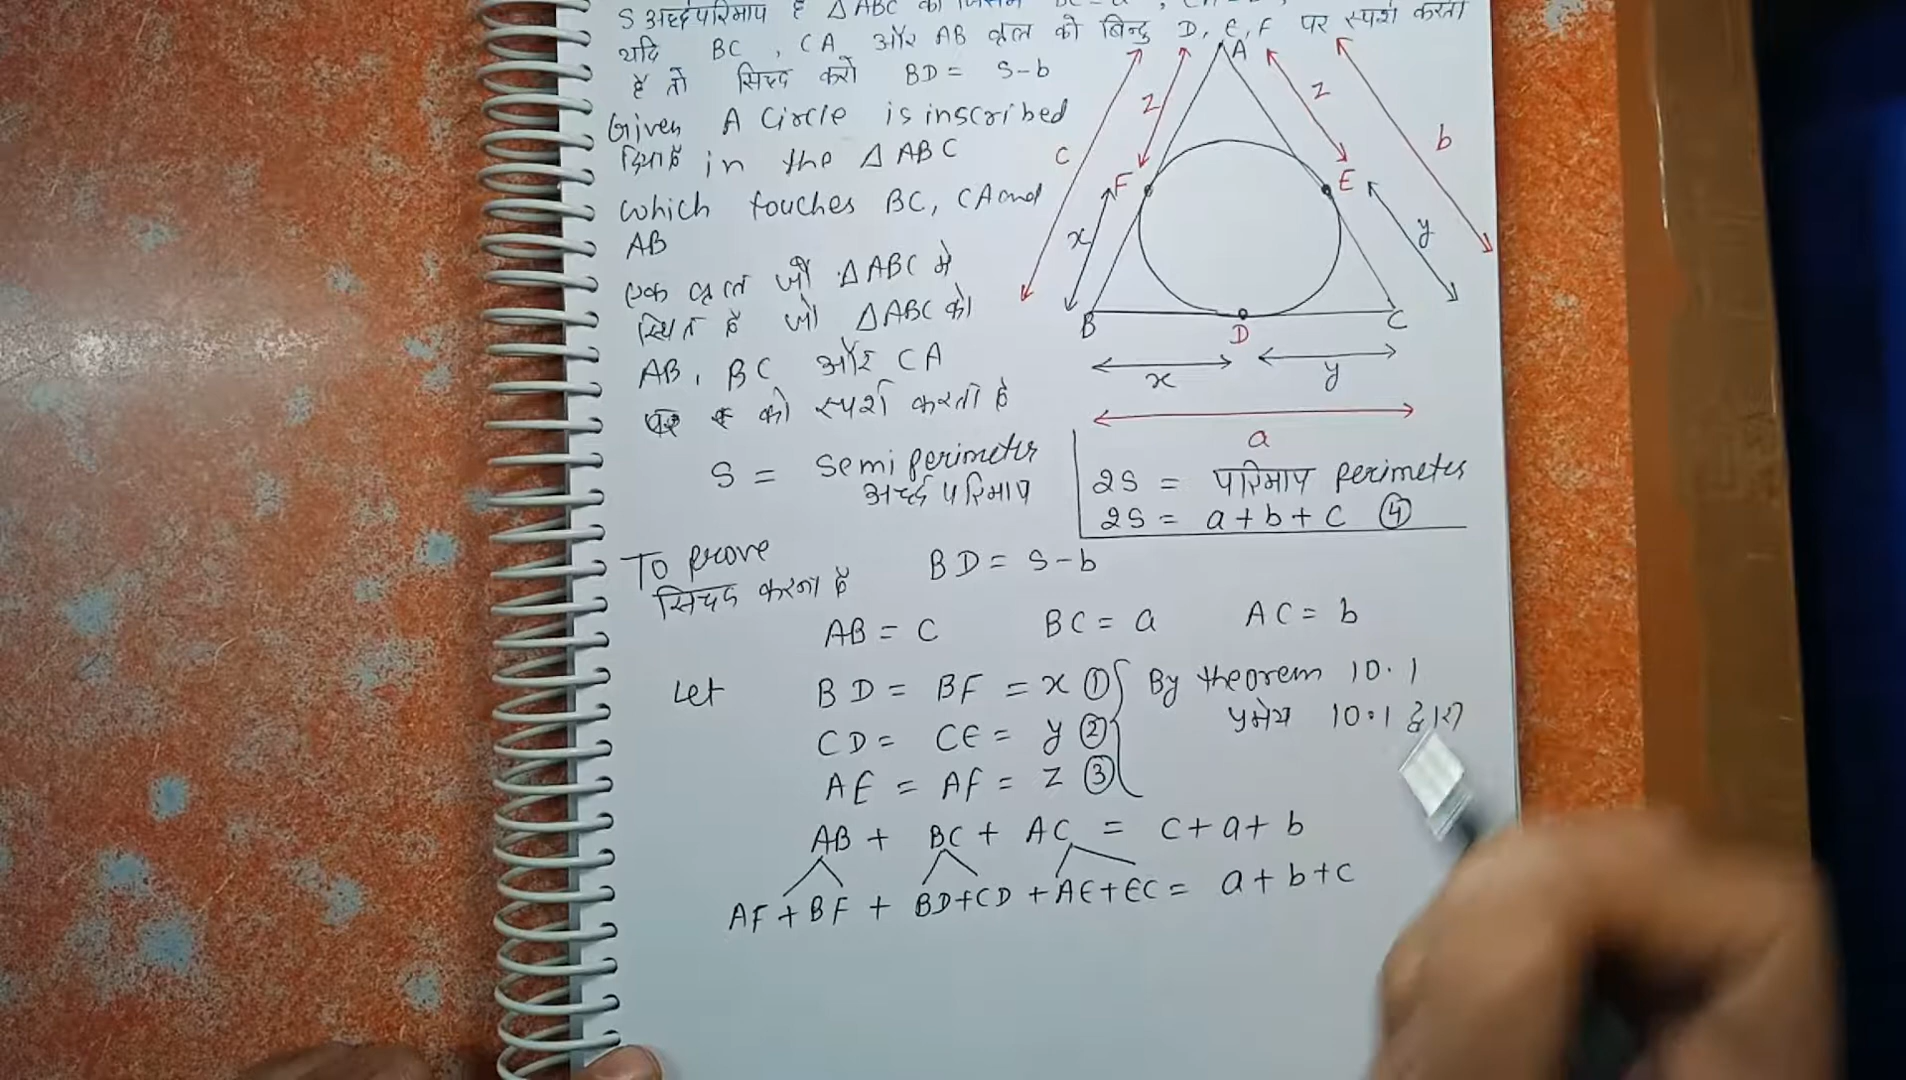 S अर्ध्दपरिमाप है △ABC का जिसमें BC = a ,
यदि BC , CA और AB वृत्त को बिन्दु D, E, F पर स्पर्श करता
है तो सिध्द करो BD = S-b
Given A Circle is inscribed
दिया है in the △ ABC
which touches BC, CA and
AB
एक वृत्त जो △ABC में
स्थित है जो △ABC को
AB, BC और CA
को स्पर्श करता है
S = Semi perimeter
अर्ध्द परिमाप
A
z
z
c
b
F
E
x
y
B
D
C
x
y
a
2S = परिमाप perimeter
2S = a+b+c ④
To prove BD = S-b
सिध्द करना है
AB = c BC = a AC = b
Let BD = BF = x ① By theorem 10.1
CD = CE = y ② प्रमेय 10.1 द्वारा
AE = AF = z ③
AB + BC + AC = c+a+b
AF+BF + BD+CD +AE+EC = a+b+c